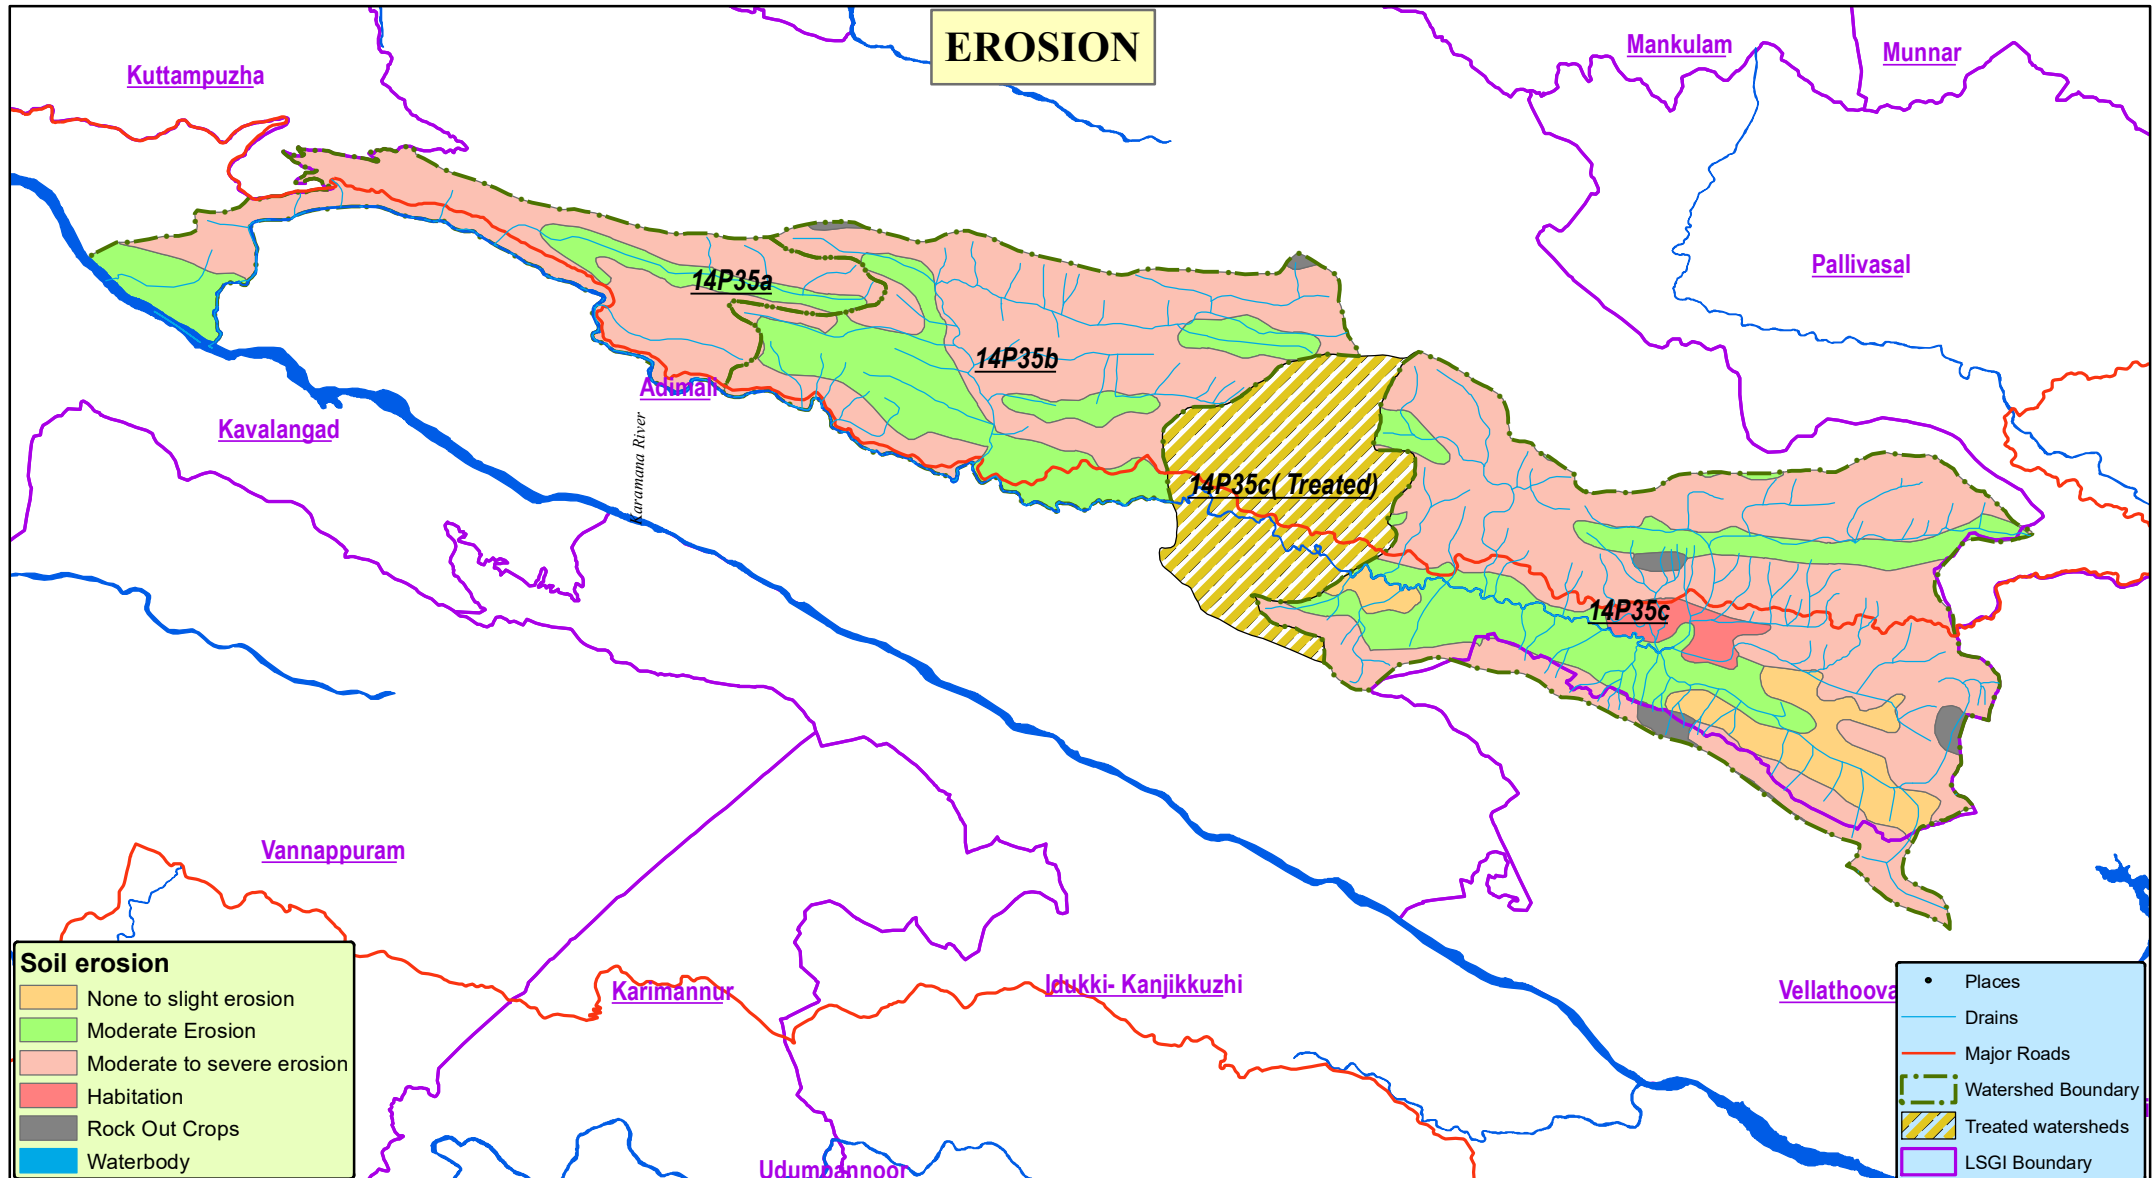 EROSION
Mankulam
Munnar
Kuttampuzha
Pallivasal
14P35a
14P35b
Adimali
Kavalangad
Karamana River
14P35c( Treated)
14P35c
Vannappuram
Karimannur
Idukki- Kanjikkuzhi
Vellathoova
Udumpannoor
Soil erosion
None to slight erosion
Moderate Erosion
Moderate to severe erosion
Habitation
Rock Out Crops
Waterbody
Places
Drains
Major Roads
Watershed Boundary
Treated watersheds
LSGI Boundary